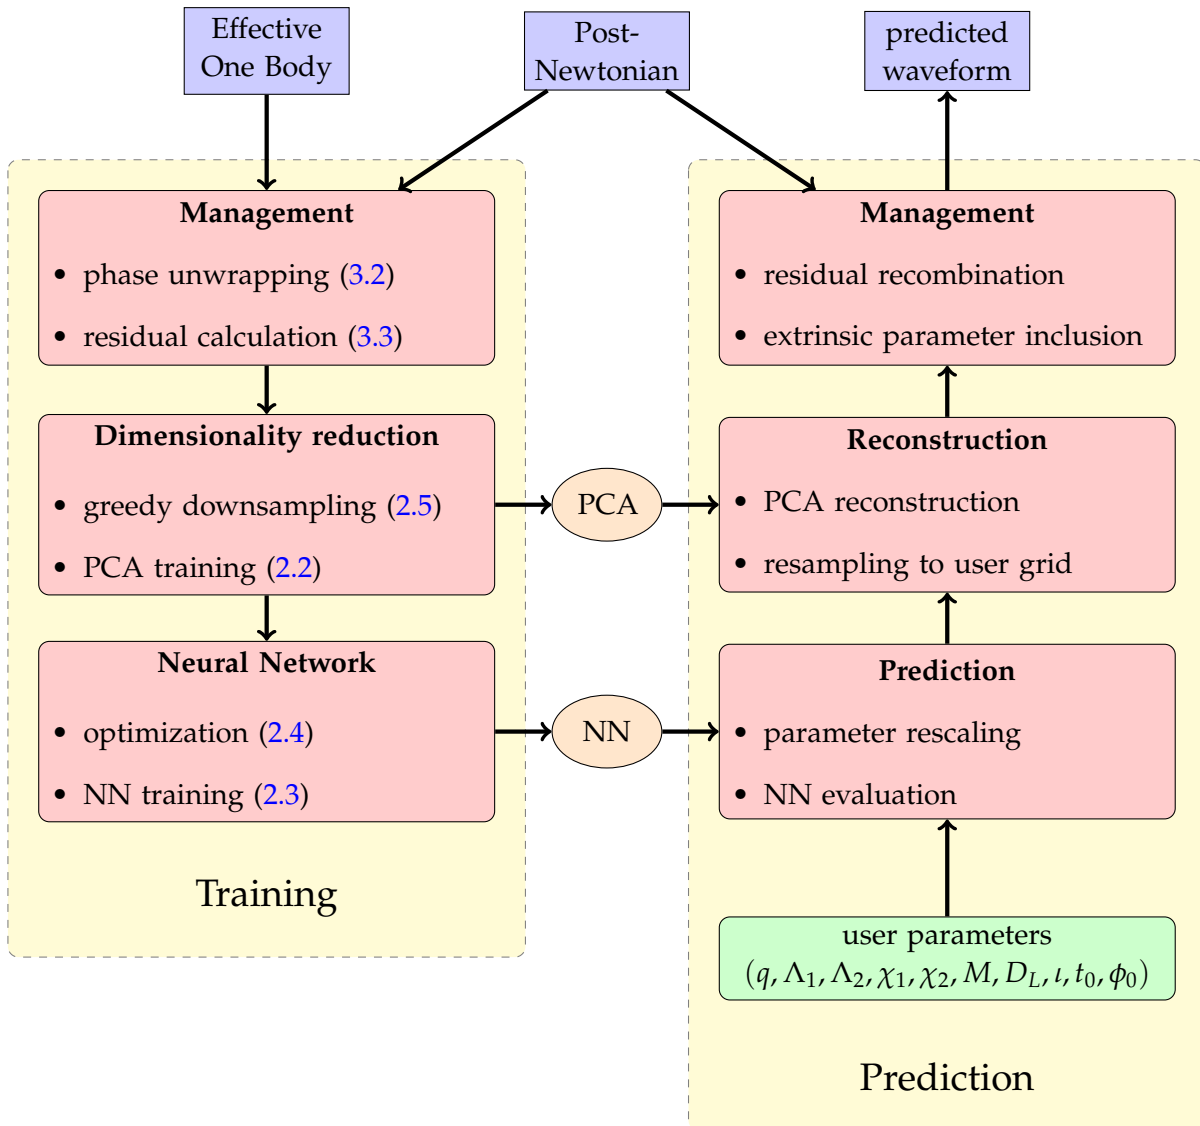 Effective
One Body
Post-
Newtonian
predicted
waveform
Management
• phase unwrapping (3.2)
• residual calculation (3.3)
Dimensionality reduction
• greedy downsampling (2.5)
• PCA training (2.2)
Neural Network
• optimization (2.4)
• NN training (2.3)
Training
PCA
NN
Management
• residual recombination
• extrinsic parameter inclusion
Reconstruction
• PCA reconstruction
• resampling to user grid
Prediction
• parameter rescaling
• NN evaluation
user parameters
(q, Λ₁, Λ₂, χ₁, χ₂, M, D_L, ι, t₀, ϕ₀)
Prediction